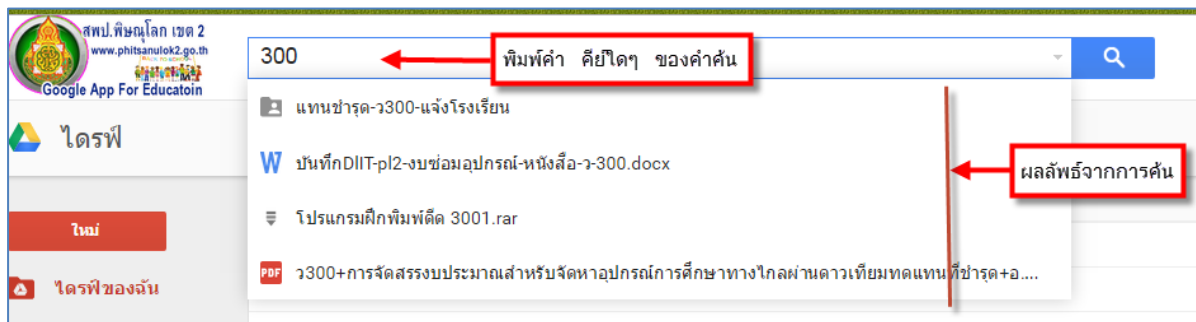 สพป.พิษณุโลก เขต 2
www.phitsanulok2.go.th
Google App For Educatoin
300
พิมพ์คำ คีย์ใดๆ ของคำค้น
แทนชำรุด-ว300-แจ้งโรงเรียน
ไดรฟ์
บันทึกDlIT-pl2-งบซ่อมอุปกรณ์-หนังสือ-ว-300.docx
ผลลัพธ์จากการค้น
โปรแกรมฝึกพิมพ์ดีด 3001.rar
ใหม่
PDF
ว300+การจัดสรรงบประมาณสำหรับจัดหาอุปกรณ์การศึกษาทางไกลผ่านดาวเทียมทดแทนที่ชำรุด+อ....
ไดรฟ์ของฉัน